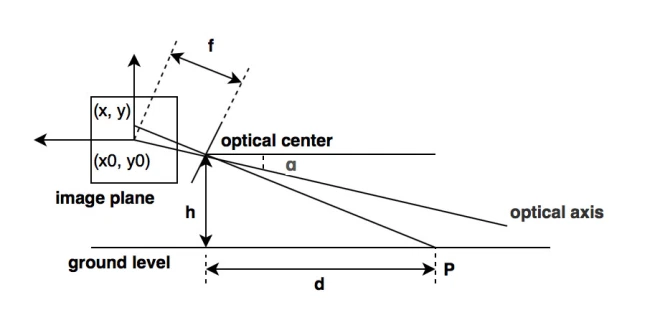 f
(x, y)
optical center
(x0, y0)
α
image plane
h
optical axis
ground level
P
d